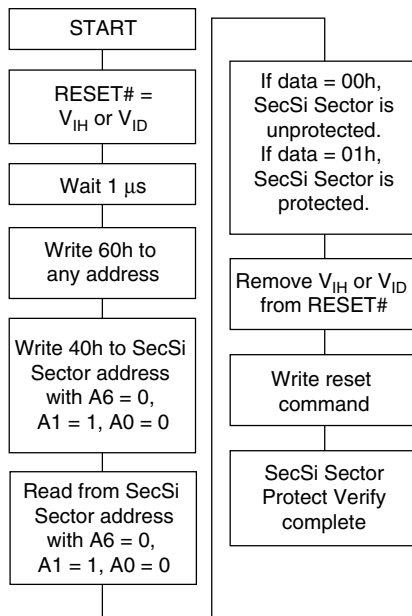 START
RESET# =
V_IH or V_ID
Wait 1 μs
Write 60h to
any address
Write 40h to SecSi
Sector address
with A6 = 0,
A1 = 1, A0 = 0
Read from SecSi
Sector address
with A6 = 0,
A1 = 1, A0 = 0
If data = 00h,
SecSi Sector is
unprotected.
If data = 01h,
SecSi Sector is
protected.
Remove V_IH or V_ID
from RESET#
Write reset
command
SecSi Sector
Protect Verify
complete